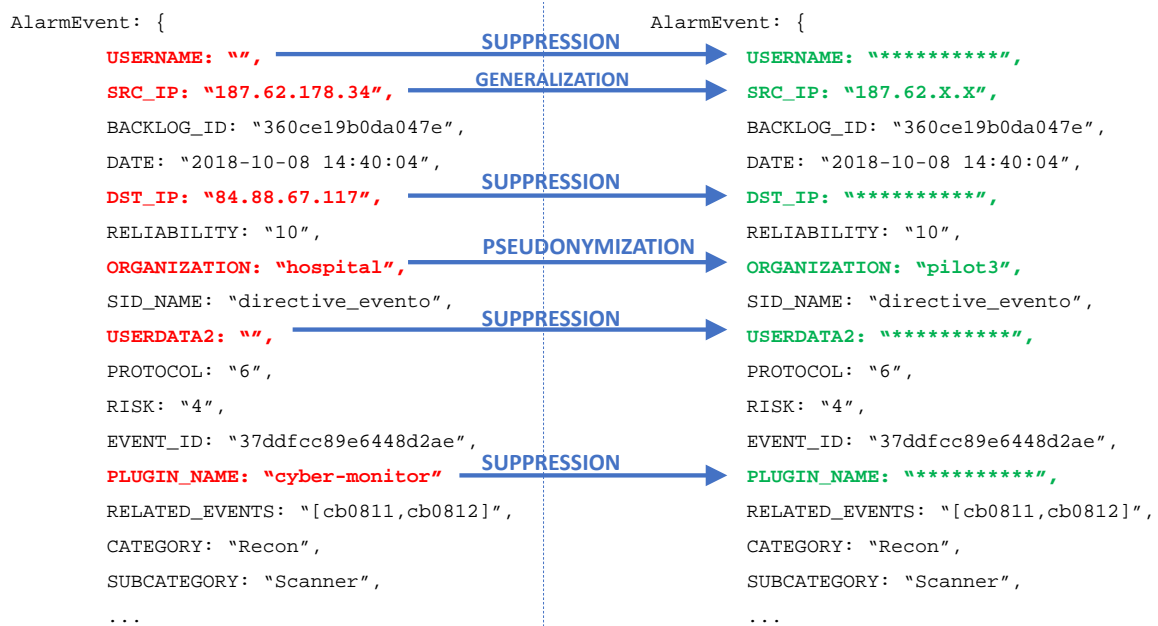 AlarmEvent: { AlarmEvent: {
USERNAME: “”, SUPPRESSION USERNAME: “**********”,
SRC_IP: “187.62.178.34”, GENERALIZATION SRC_IP: “187.62.X.X”,
BACKLOG_ID: “360ce19b0da047e”, BACKLOG_ID: “360ce19b0da047e”,
DATE: “2018-10-08 14:40:04”, DATE: “2018-10-08 14:40:04”,
DST_IP: “84.88.67.117”, SUPPRESSION DST_IP: “**********”,
RELIABILITY: “10”, RELIABILITY: “10”,
ORGANIZATION: “hospital”, PSEUDONYMIZATION ORGANIZATION: “pilot3”,
SID_NAME: “directive_evento”, SID_NAME: “directive_evento”,
USERDATA2: “”, SUPPRESSION USERDATA2: “**********”,
PROTOCOL: “6”, PROTOCOL: “6”,
RISK: “4”, RISK: “4”,
EVENT_ID: “37ddfcc89e6448d2ae”, EVENT_ID: “37ddfcc89e6448d2ae”,
PLUGIN_NAME: “cyber-monitor” SUPPRESSION PLUGIN_NAME: “**********”,
RELATED_EVENTS: “[cb0811,cb0812]”, RELATED_EVENTS: “[cb0811,cb0812]”,
CATEGORY: “Recon”, CATEGORY: “Recon”,
SUBCATEGORY: “Scanner”, SUBCATEGORY: “Scanner”,
... ...